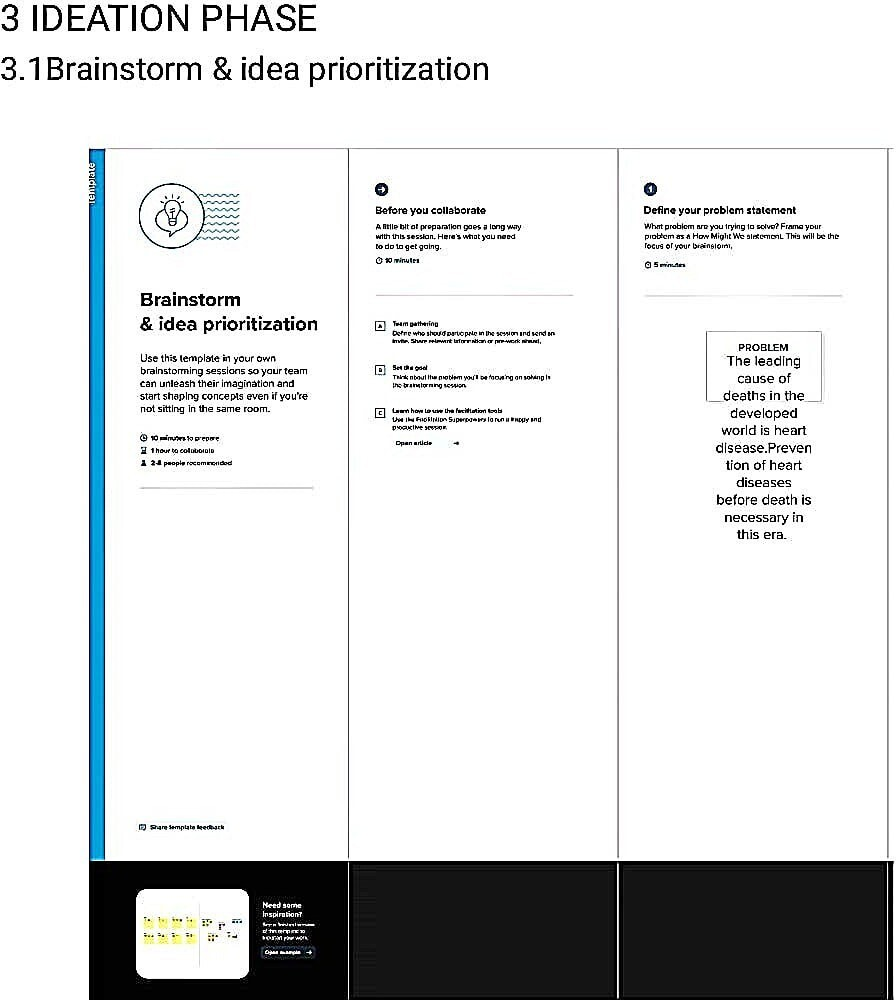 3 IDEATION PHASE
3.1Brainstorm & idea prioritization
Template
Brainstorm
& idea prioritization
Use this template in your own
brainstorming sessions so your team
can unleash their imagination and
start shaping concepts even if you're
not sitting in the same room.
10 minutes to prepare
1 hour to collaborate
2-8 people recommended
Share template feedback
Before you collaborate
A little bit of preparation goes a long way
with this session. Here's what you need
to do to get going.
10 minutes
A
Team gathering
Define who should participate in the session and send an
invite. Share relevant information or pre-work ahead.
B
Set the goal
Think about the problem you'll be focusing on solving in
the brainstorming session.
C
Learn how to use the facilitation tools
Use the Facilitation Superpowers to run a happy and
productive session.
Open article
1
Define your problem statement
What problem are you trying to solve? Frame your
problem as a How Might We statement. This will be the
focus of your brainstorm.
5 minutes
PROBLEM
The leading
cause of
deaths in the
developed
world is heart
disease.Preven
tion of heart
diseases
before death is
necessary in
this era.
Need some
inspiration?
See a finished version
of this template to
kickstart your work.
Open example